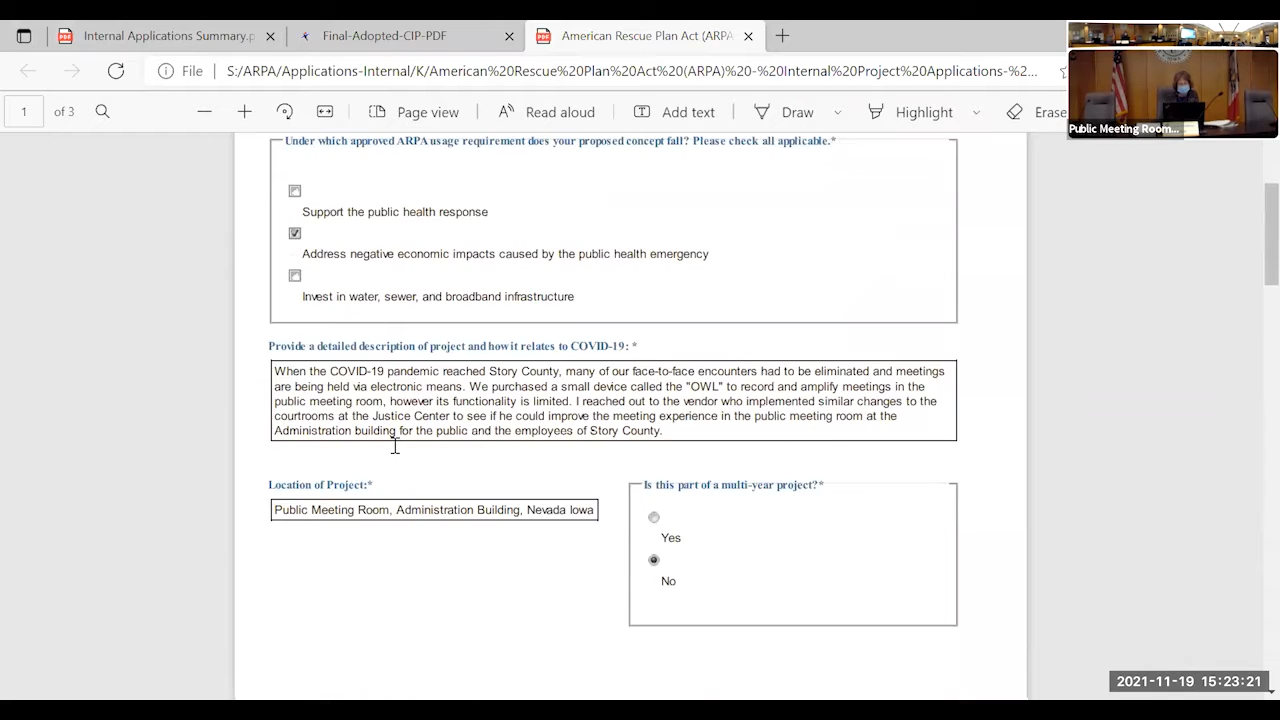 Internal Applications Summary.p
Final-Adopted-CIP-PDF
American Rescue Plan Act (ARPA)
File
S:/ARPA/Applications-Internal/K/American%20Rescue%20Plan%20Act%20(ARPA)%20-%20Internal%20Project%20Applications-%2...
1
of 3
Page view
Read aloud
Add text
Draw
Highlight
Erase
Public Meeting Room...
Under which approved ARPA usage requirement does your proposed concept fall? Please check all applicable.*
Support the public health response
Address negative economic impacts caused by the public health emergency
Invest in water, sewer, and broadband infrastructure
Provide a detailed description of project and how it relates to COVID-19: *
When the COVID-19 pandemic reached Story County, many of our face-to-face encounters had to be eliminated and meetings
are being held via electronic means. We purchased a small device called the "OWL" to record and amplify meetings in the
public meeting room, however its functionality is limited. I reached out to the vendor who implemented similar changes to the
courtrooms at the Justice Center to see if he could improve the meeting experience in the public meeting room at the
Administration building for the public and the employees of Story County.
Location of Project:*
Public Meeting Room, Administration Building, Nevada Iowa
Is this part of a multi-year project?*
Yes
No
2021-11-19 15:23:21